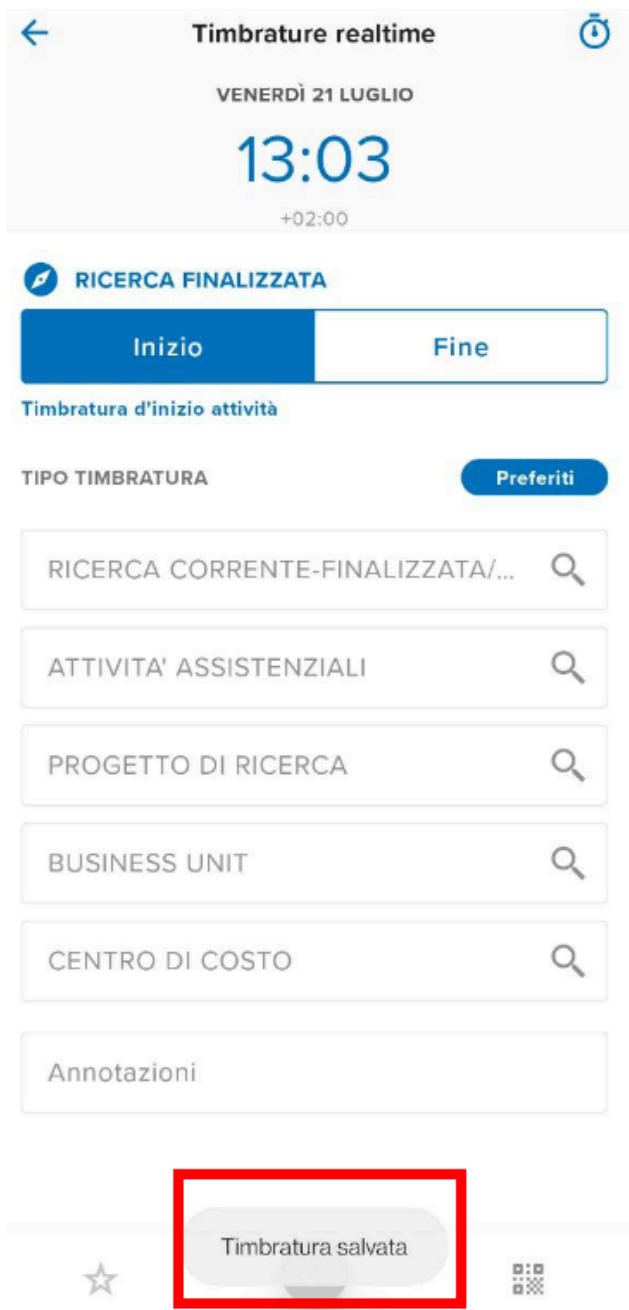 Timbrature realtime
VENERDÌ 21 LUGLIO
13:03
+02:00
RICERCA FINALIZZATA
Inizio Fine
Timbratura d'inizio attività
TIPO TIMBRATURA Preferiti
RICERCA CORRENTE-FINALIZZATA/...
ATTIVITA' ASSISTENZIALI
PROGETTO DI RICERCA
BUSINESS UNIT
CENTRO DI COSTO
Annotazioni
Timbratura salvata